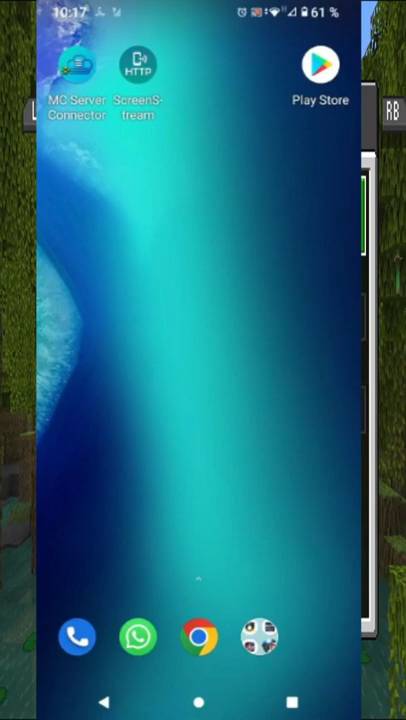 10:17
61 %
L
RB
HTTP
MC Server
Connector
ScreenS-
tream
Play Store